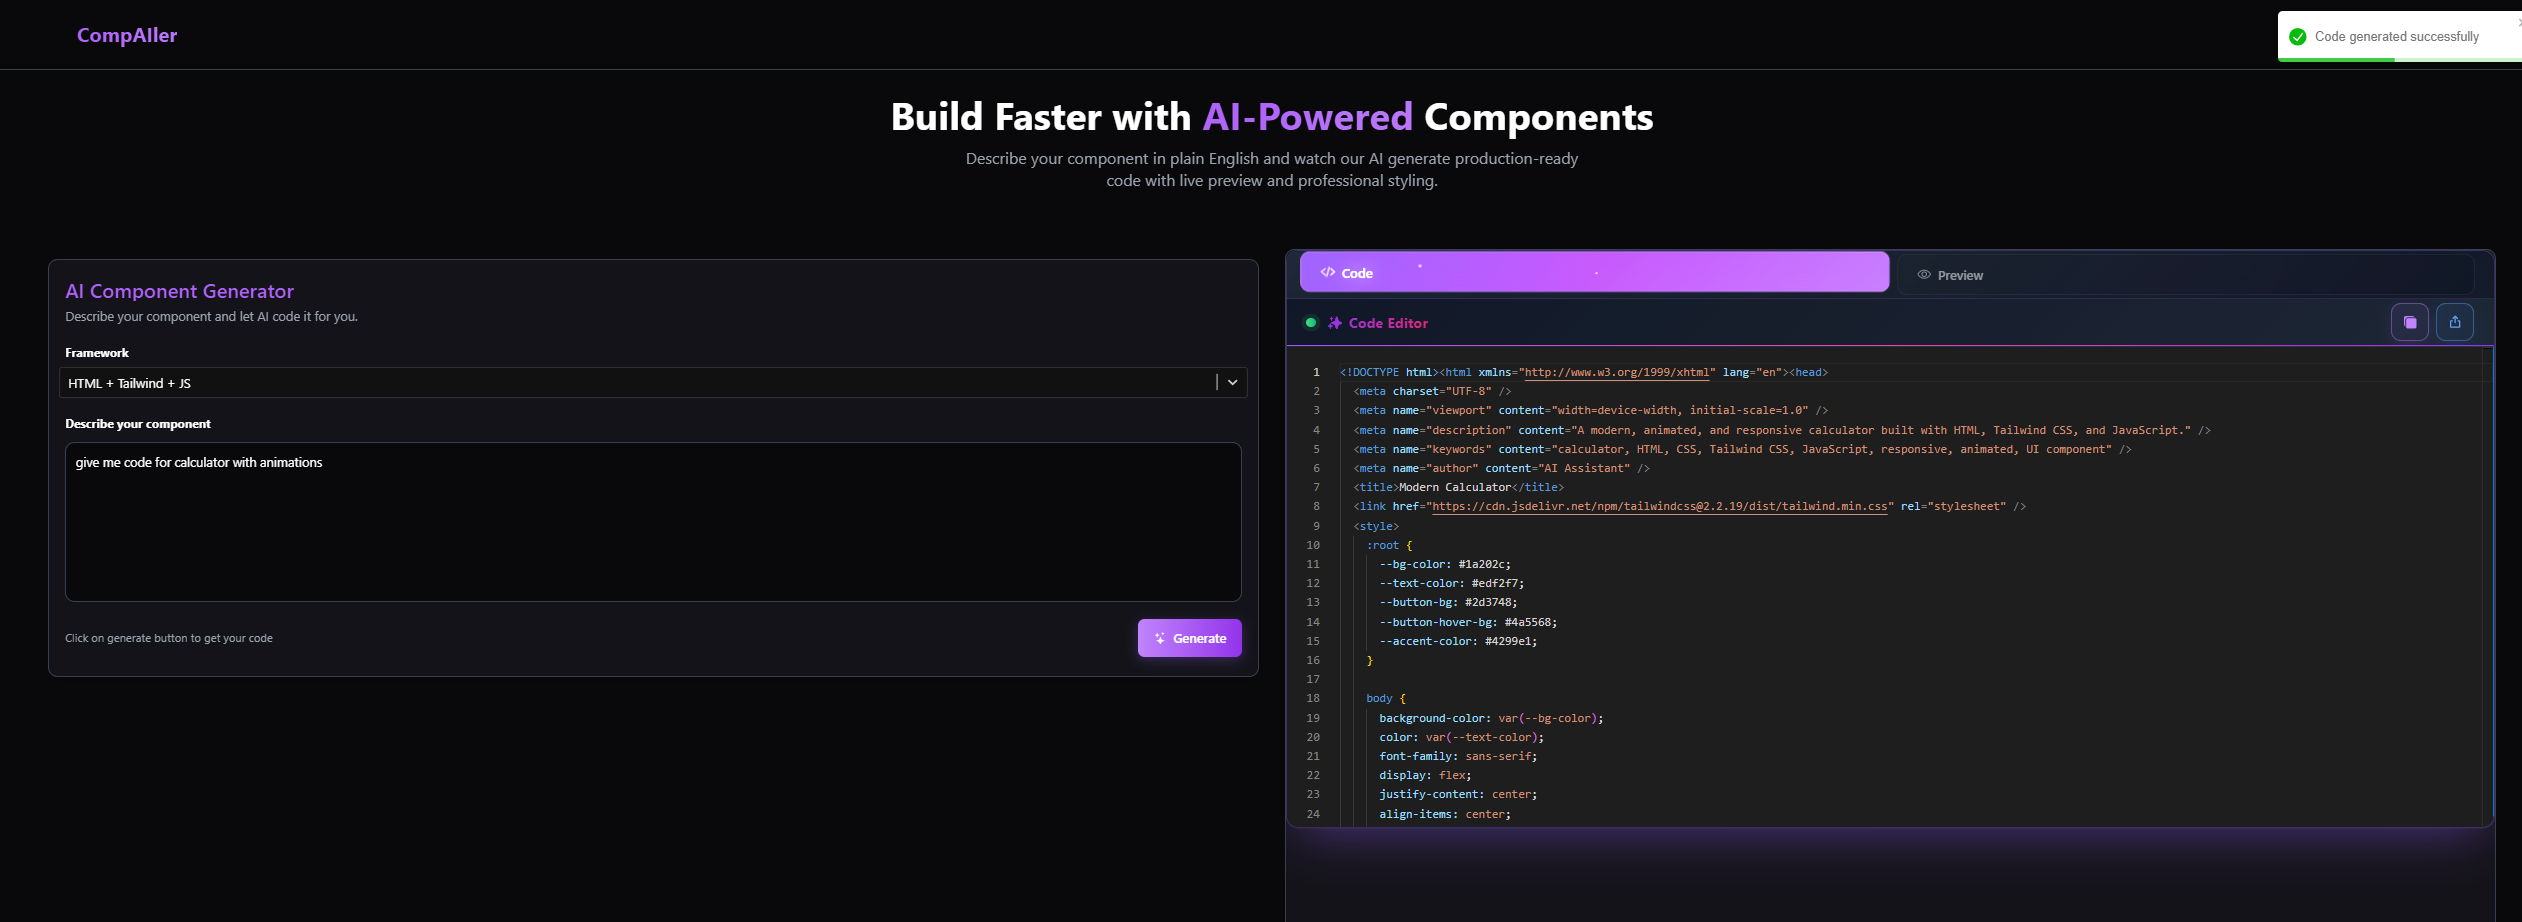 CompAIler
Code generated successfully
Build Faster with AI-Powered Components
Describe your component in plain English and watch our AI generate production-ready
code with live preview and professional styling.
AI Component Generator
Describe your component and let AI code it for you.
Framework
HTML + Tailwind + JS
Describe your component
give me code for calculator with animations
Click on generate button to get your code
Generate
</> Code
Preview
Code Editor
1 <!DOCTYPE html><html xmlns="http://www.w3.org/1999/xhtml" lang="en"><head>
2 <meta charset="UTF-8" />
3 <meta name="viewport" content="width=device-width, initial-scale=1.0" />
4 <meta name="description" content="A modern, animated, and responsive calculator built with HTML, Tailwind CSS, and JavaScript." />
5 <meta name="keywords" content="calculator, HTML, CSS, Tailwind CSS, JavaScript, responsive, animated, UI component" />
6 <meta name="author" content="AI Assistant" />
7 <title>Modern Calculator</title>
8 <link href="https://cdn.jsdelivr.net/npm/tailwindcss@2.2.19/dist/tailwind.min.css" rel="stylesheet" />
9 <style>
10 :root {
11 --bg-color: #1a202c;
12 --text-color: #edf2f7;
13 --button-bg: #2d3748;
14 --button-hover-bg: #4a5568;
15 --accent-color: #4299e1;
16 }
17
18 body {
19 background-color: var(--bg-color);
20 color: var(--text-color);
21 font-family: sans-serif;
22 display: flex;
23 justify-content: center;
24 align-items: center;